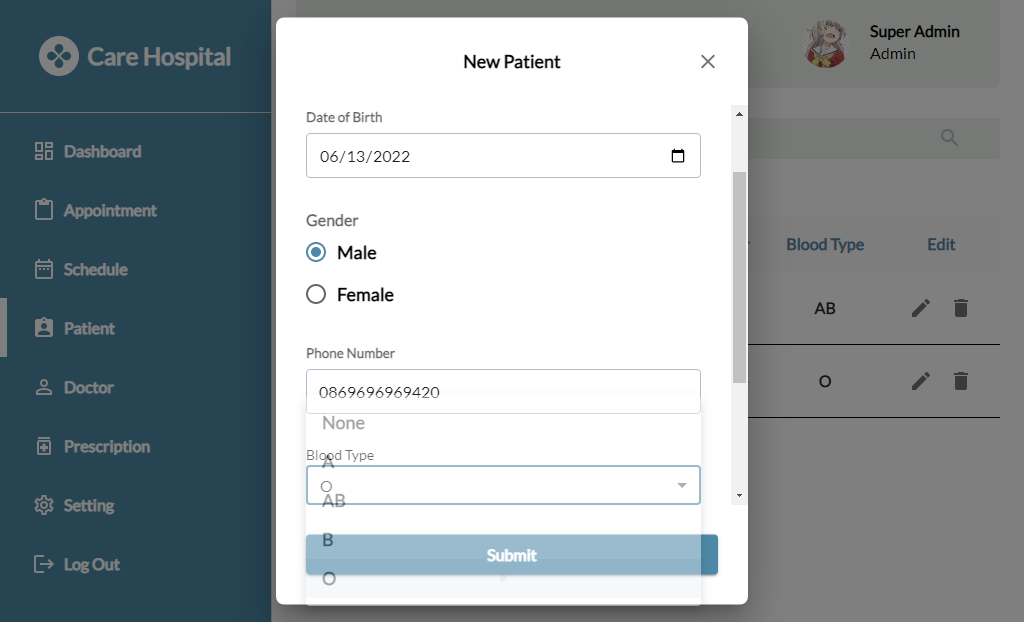 Care Hospital
Dashboard
Appointment
Schedule
Patient
Doctor
Prescription
Setting
Log Out
Super Admin
Admin
Blood Type
Edit
AB
O
New Patient
Date of Birth
06/13/2022
Gender
Male
Female
Phone Number
0869696969420
None
Blood Type
A
O
AB
B
Submit
O